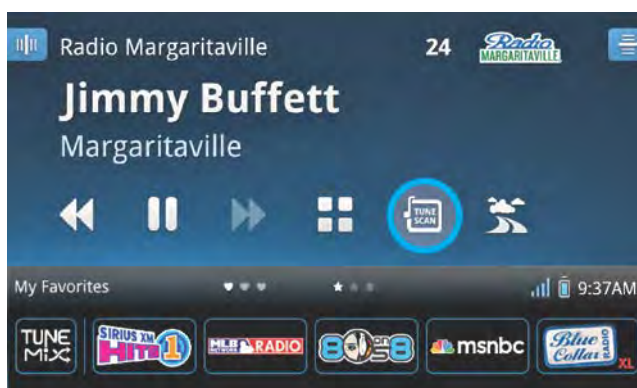 Radio Margaritaville 24 Radio MARGARITAVILLE
Jimmy Buffett
Margaritaville
TUNE SCAN
My Favorites 9:37AM
TUNE MiX: SIRIUS XM HITS 1 MLB NETWORK RADIO 80s on 8 msnbc Blue Collar RADIO XL